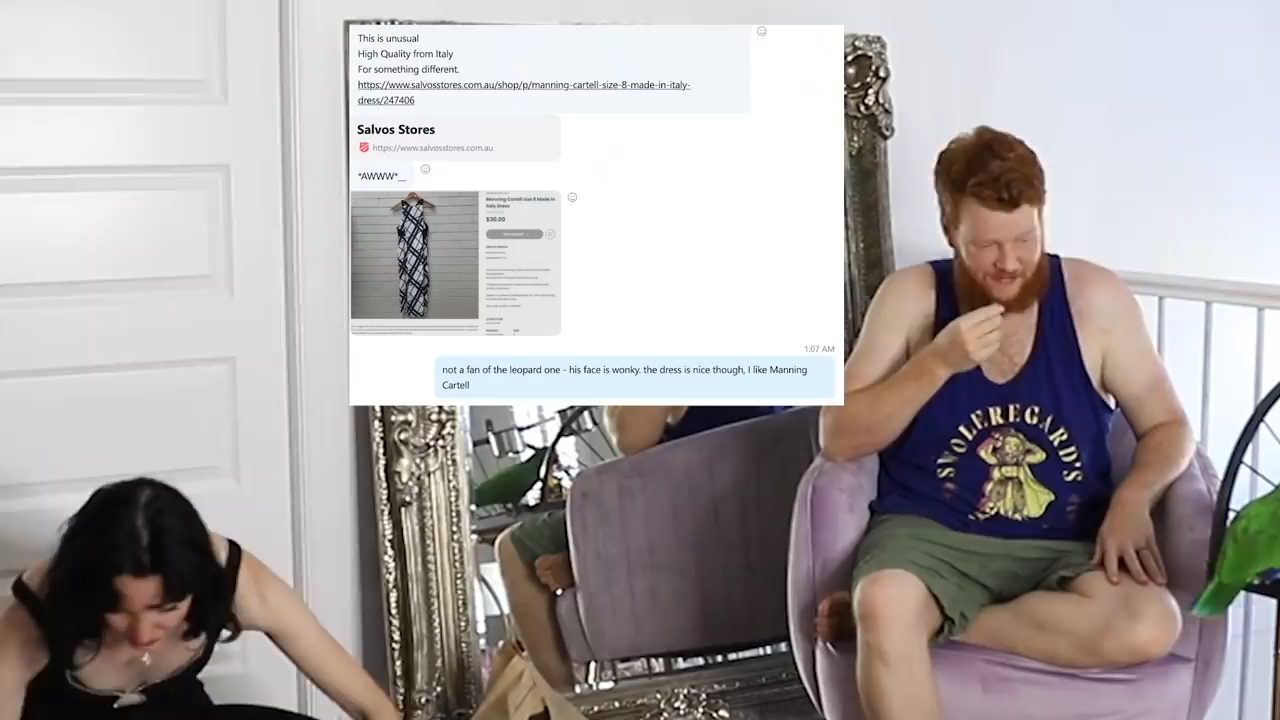 This is unusual
High Quality from Italy
For something different.
https://www.salvosstores.com.au/shop/p/manning-cartell-size-8-made-in-italy-
dress/247406
Salvos Stores
https://www.salvosstores.com.au
*AWWW*__
Manning Cartell size 8 Made In
Italy Dress
$30.00
1:07 AM
not a fan of the leopard one - his face is wonky. the dress is nice though, I like Manning
Cartell
SNOLEREGARD'S